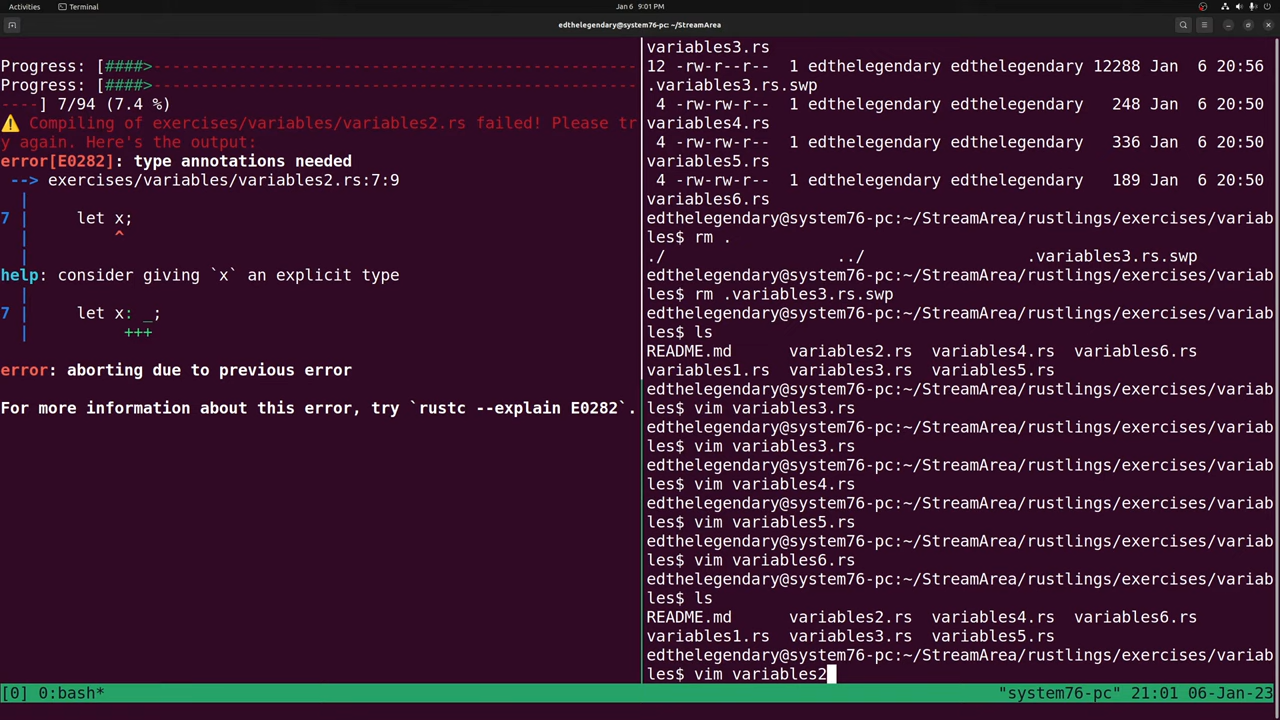 Activities
Terminal
Jan 6 9:01 PM
edthelegendary@system76-pc: ~/StreamArea
Progress: [####>---------------------------------------------------
Progress: [####>---------------------------------------------------
----] 7/94 (7.4 %)
⚠️ Compiling of exercises/variables/variables2.rs failed! Please tr
y again. Here's the output:
error[E0282]: type annotations needed
 --> exercises/variables/variables2.rs:7:9
  |
7 |     let x;
  |         ^
  |
help: consider giving `x` an explicit type
  |
7 |     let x: _;
  |          +++

error: aborting due to previous error

For more information about this error, try `rustc --explain E0282`.
variables3.rs
12 -rw-r--r-- 1 edthelegendary edthelegendary 12288 Jan  6 20:56
.variables3.rs.swp
 4 -rw-r--r-- 1 edthelegendary edthelegendary   248 Jan  6 20:50
variables4.rs
 4 -rw-r--r-- 1 edthelegendary edthelegendary   336 Jan  6 20:50
variables5.rs
 4 -rw-r--r-- 1 edthelegendary edthelegendary   189 Jan  6 20:50
variables6.rs
edthelegendary@system76-pc:~/StreamArea/rustlings/exercises/variab
les$ rm .
./                  ../                 .variables3.rs.swp
edthelegendary@system76-pc:~/StreamArea/rustlings/exercises/variab
les$ rm .variables3.rs.swp
edthelegendary@system76-pc:~/StreamArea/rustlings/exercises/variab
les$ ls
README.md      variables2.rs  variables4.rs  variables6.rs
variables1.rs  variables3.rs  variables5.rs
edthelegendary@system76-pc:~/StreamArea/rustlings/exercises/variab
les$ vim variables3.rs
edthelegendary@system76-pc:~/StreamArea/rustlings/exercises/variab
les$ vim variables3.rs
edthelegendary@system76-pc:~/StreamArea/rustlings/exercises/variab
les$ vim variables4.rs
edthelegendary@system76-pc:~/StreamArea/rustlings/exercises/variab
les$ vim variables5.rs
edthelegendary@system76-pc:~/StreamArea/rustlings/exercises/variab
les$ vim variables6.rs
edthelegendary@system76-pc:~/StreamArea/rustlings/exercises/variab
les$ ls
README.md      variables2.rs  variables4.rs  variables6.rs
variables1.rs  variables3.rs  variables5.rs
edthelegendary@system76-pc:~/StreamArea/rustlings/exercises/variab
les$ vim variables2
[0] 0:bash*
"system76-pc" 21:01 06-Jan-23